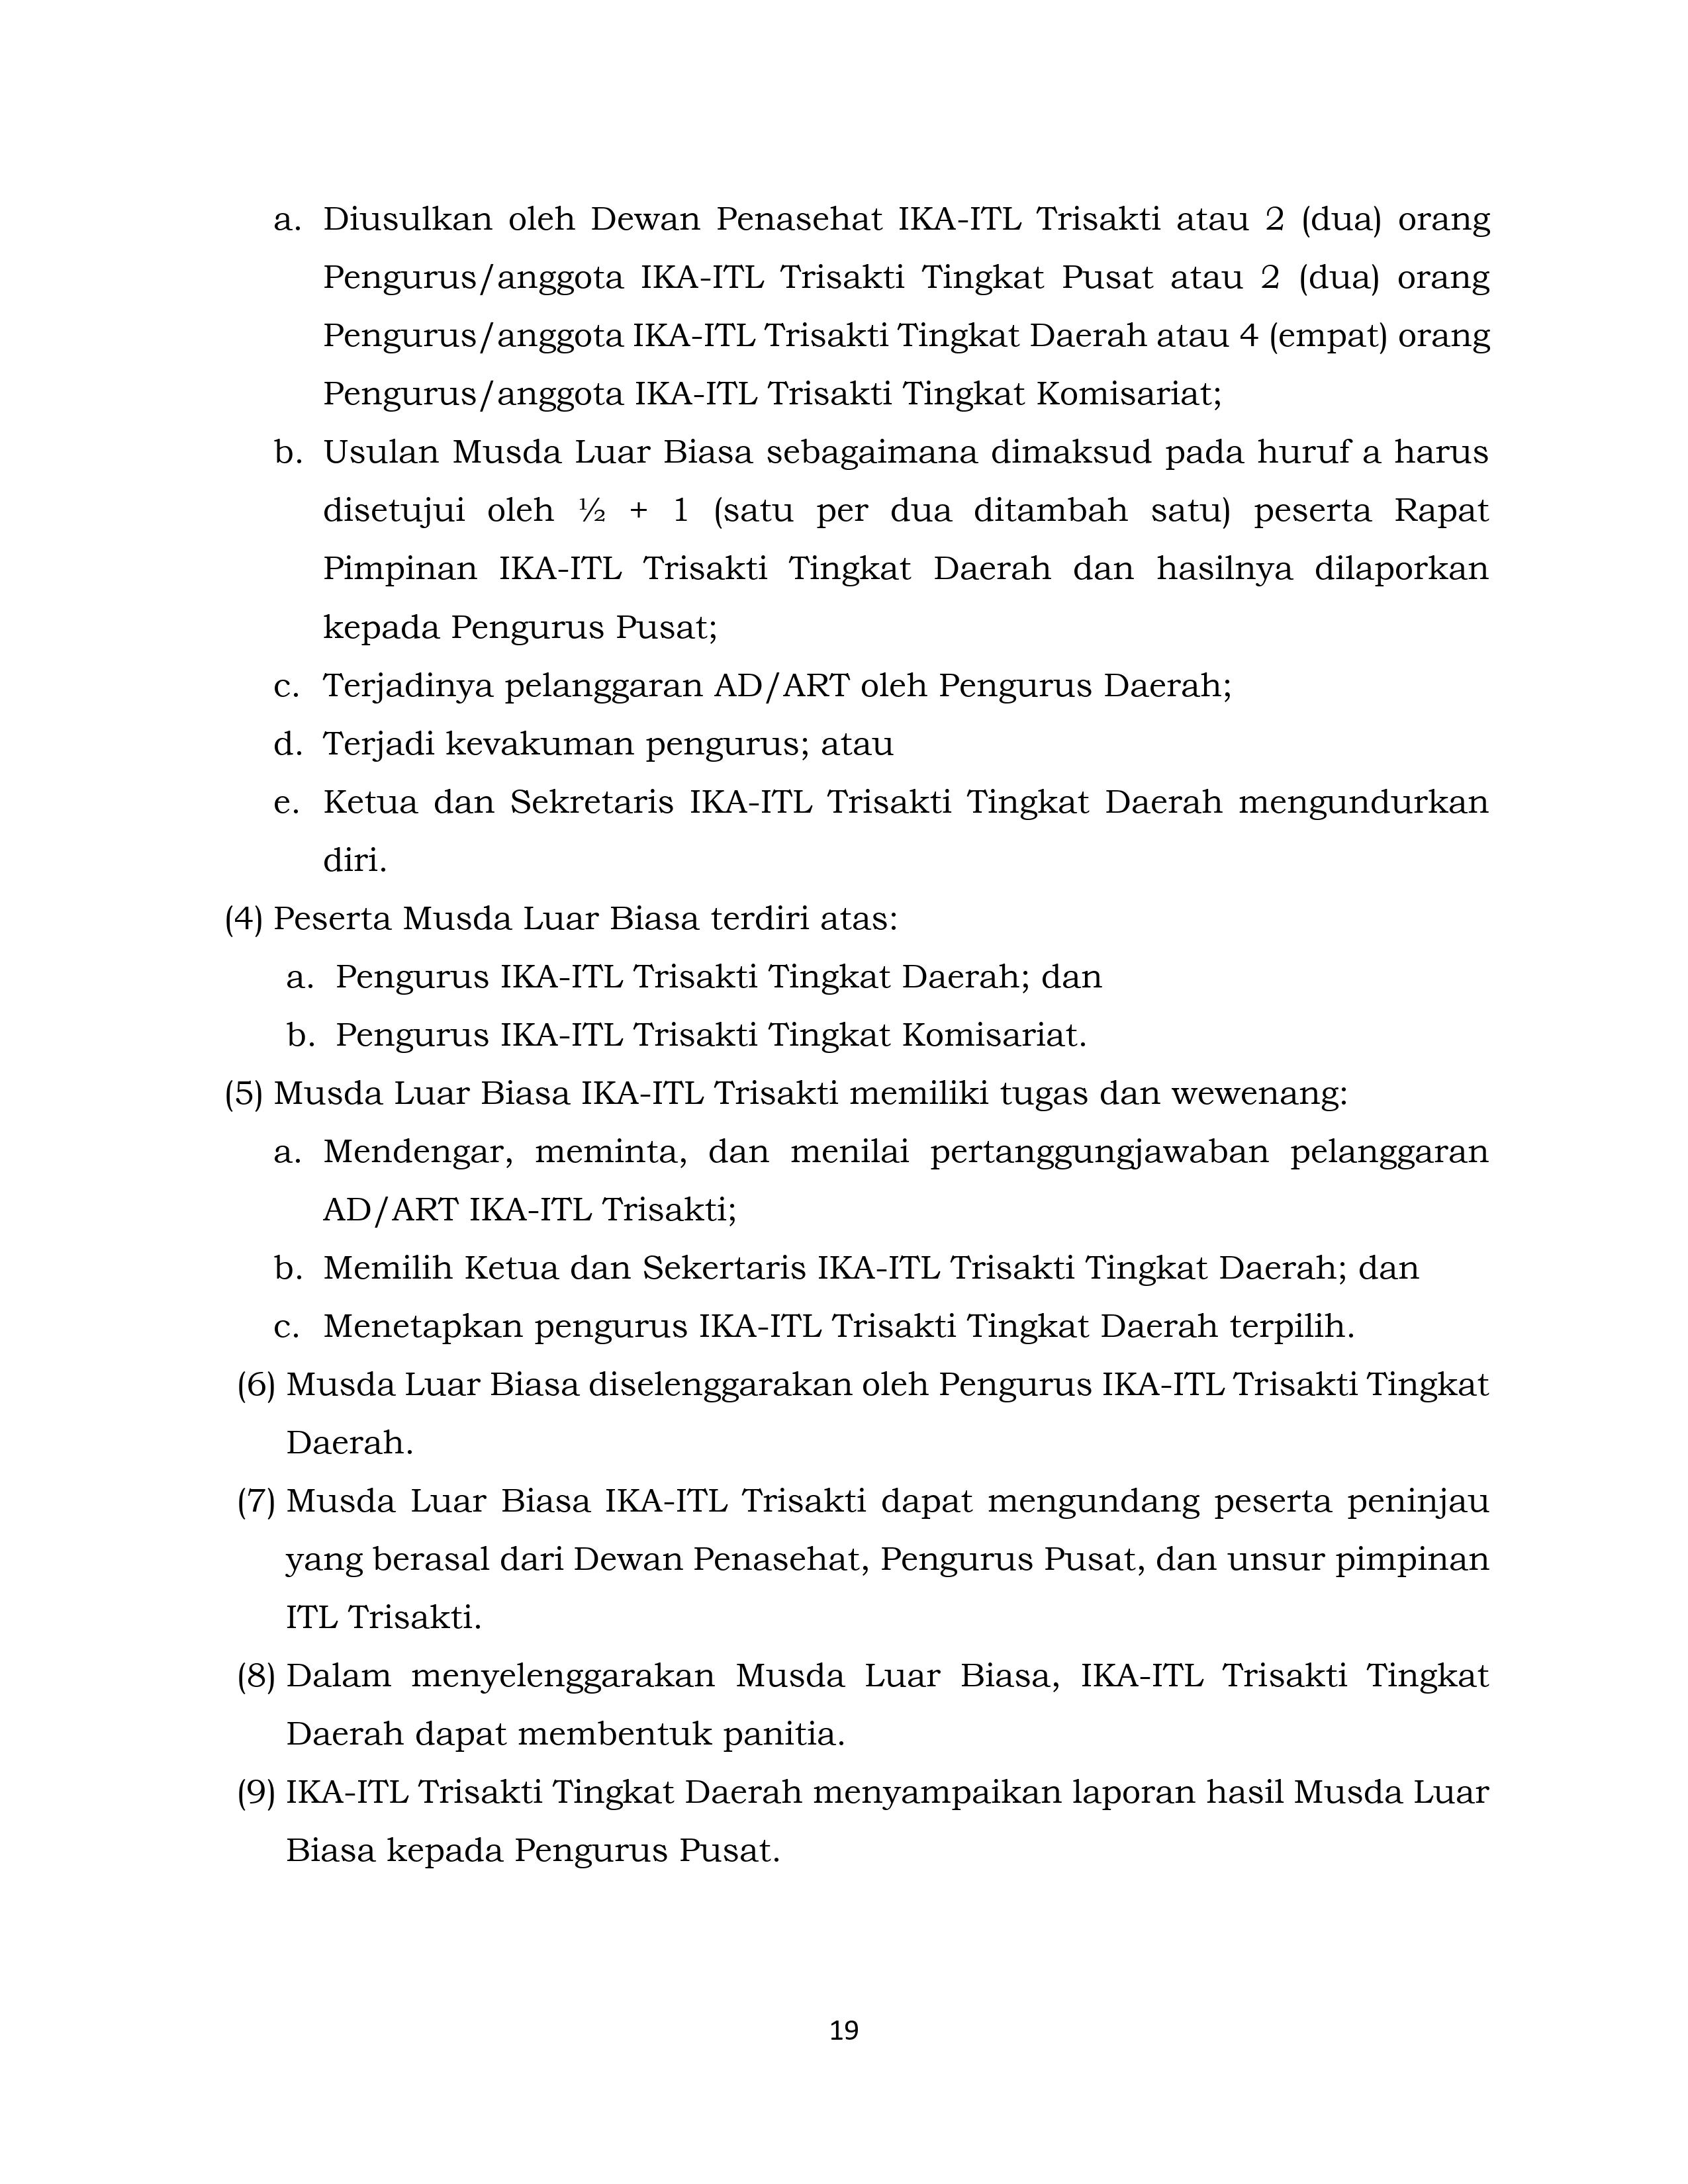 a. Diusulkan oleh Dewan Penasehat IKA-ITL Trisakti atau 2 (dua) orang
Pengurus/anggota IKA-ITL Trisakti Tingkat Pusat atau 2 (dua) orang
Pengurus/anggota IKA-ITL Trisakti Tingkat Daerah atau 4 (empat) orang
Pengurus/anggota IKA-ITL Trisakti Tingkat Komisariat;
b. Usulan Musda Luar Biasa sebagaimana dimaksud pada huruf a harus
disetujui oleh ½ + 1 (satu per dua ditambah satu) peserta Rapat
Pimpinan IKA-ITL Trisakti Tingkat Daerah dan hasilnya dilaporkan
kepada Pengurus Pusat;
c. Terjadinya pelanggaran AD/ART oleh Pengurus Daerah;
d. Terjadi kevakuman pengurus; atau
e. Ketua dan Sekretaris IKA-ITL Trisakti Tingkat Daerah mengundurkan
diri.
(4) Peserta Musda Luar Biasa terdiri atas:
a. Pengurus IKA-ITL Trisakti Tingkat Daerah; dan
b. Pengurus IKA-ITL Trisakti Tingkat Komisariat.
(5) Musda Luar Biasa IKA-ITL Trisakti memiliki tugas dan wewenang:
a. Mendengar, meminta, dan menilai pertanggungjawaban pelanggaran
AD/ART IKA-ITL Trisakti;
b. Memilih Ketua dan Sekertaris IKA-ITL Trisakti Tingkat Daerah; dan
c. Menetapkan pengurus IKA-ITL Trisakti Tingkat Daerah terpilih.
(6) Musda Luar Biasa diselenggarakan oleh Pengurus IKA-ITL Trisakti Tingkat
Daerah.
(7) Musda Luar Biasa IKA-ITL Trisakti dapat mengundang peserta peninjau
yang berasal dari Dewan Penasehat, Pengurus Pusat, dan unsur pimpinan
ITL Trisakti.
(8) Dalam menyelenggarakan Musda Luar Biasa, IKA-ITL Trisakti Tingkat
Daerah dapat membentuk panitia.
(9) IKA-ITL Trisakti Tingkat Daerah menyampaikan laporan hasil Musda Luar
Biasa kepada Pengurus Pusat.
19